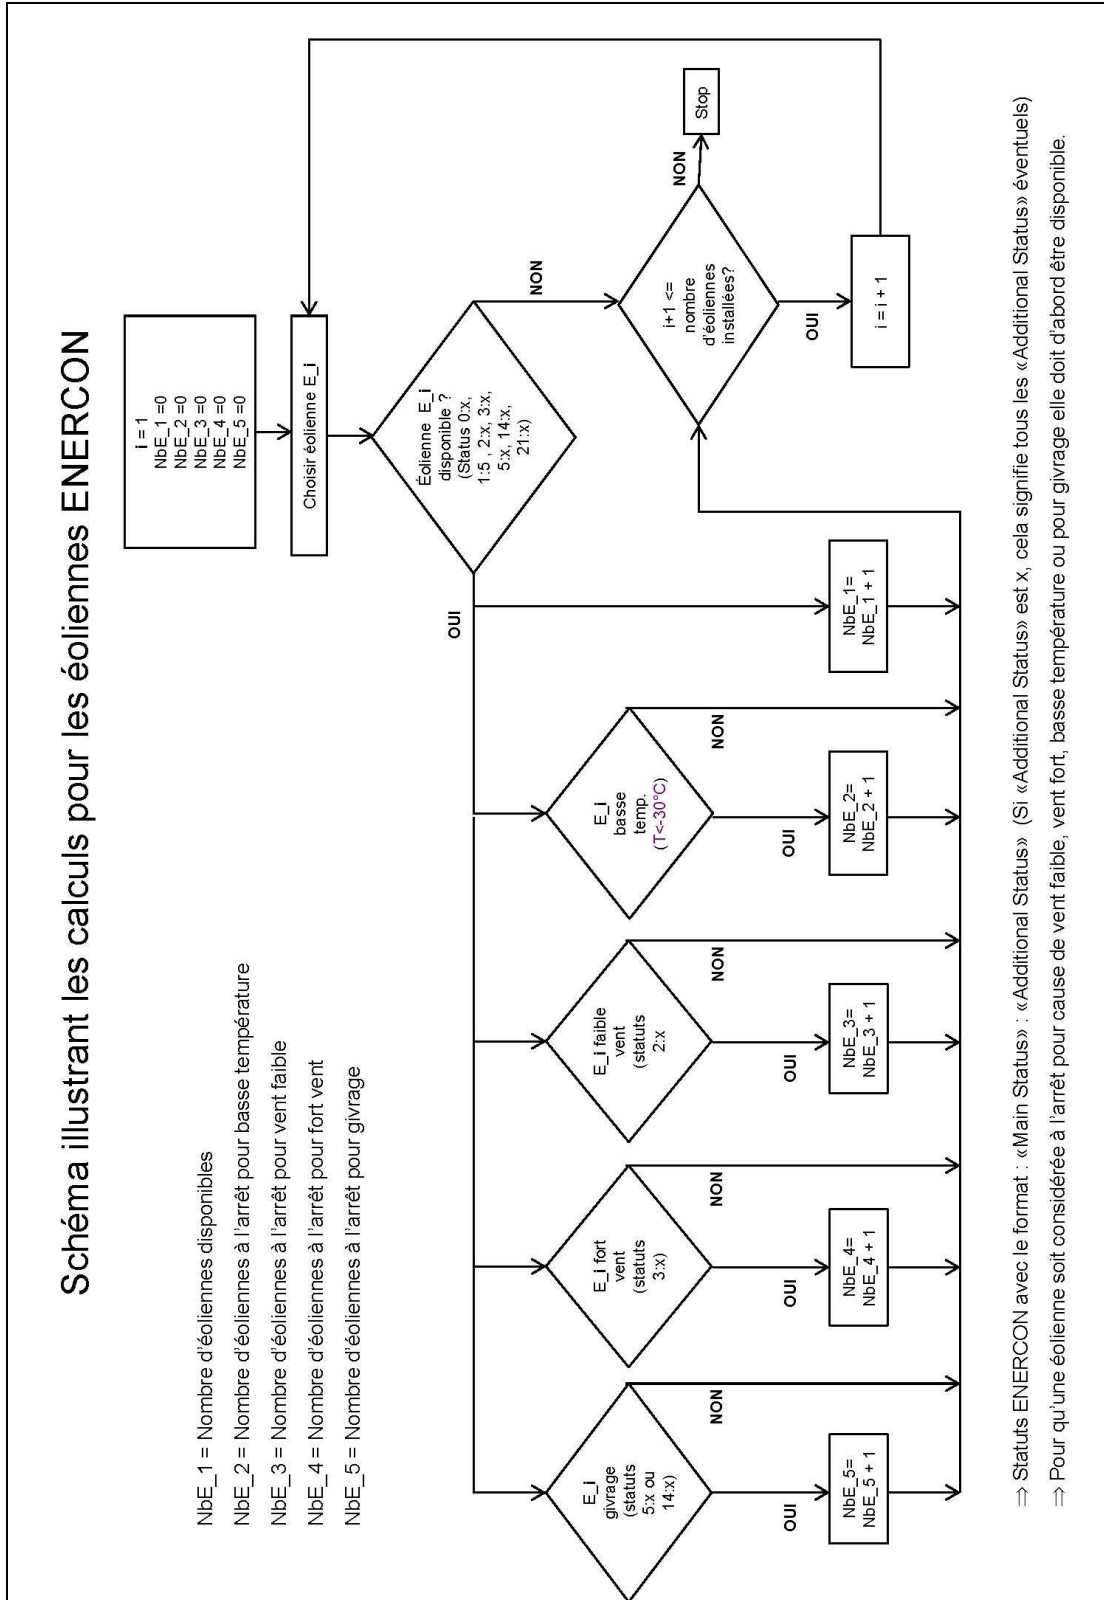 Schéma illustrant les calculs pour les éoliennes ENERCON
NbE_1 = Nombre d'éoliennes disponibles
NbE_2 = Nombre d'éoliennes à l'arrêt pour basse température
NbE_3 = Nombre d'éoliennes à l'arrêt pour vent faible
NbE_4 = Nombre d'éoliennes à l'arrêt pour fort vent
NbE_5 = Nombre d'éoliennes à l'arrêt pour givrage
i = 1
NbE_1 =0
NbE_2 =0
NbE_3 =0
NbE_4 =0
NbE_5 =0
Choisir éolienne E_i
Éolienne E_i
disponible ?
(Status 0:x,
1:5 , 2:x, 3:x,
5:x, 14:x,
21:x)
OUI
NON
E_i
givrage
(statuts
5:x ou
14:x)
E_i fort
vent
(statuts
3:x)
E_i faible
vent
(statuts
2:x
E_i
basse
temp.
(T<-30°C)
i+1 <=
nombre
d'éoliennes
installées?
NON
Stop
OUI
NON
OUI
NON
OUI
NON
OUI
NON
OUI
NbE_5=
NbE_5 + 1
NbE_4=
NbE_4 + 1
NbE_3=
NbE_3 + 1
NbE_2=
NbE_2 + 1
NbE_1=
NbE_1 + 1
i = i + 1
⇒ Statuts ENERCON avec le format : «Main Status» : «Additional Status» (Si «Additional Status» est x, cela signifie tous les «Additional Status» éventuels)
⇒ Pour qu'une éolienne soit considérée à l'arrêt pour cause de vent faible, vent fort, basse température ou pour givrage elle doit d'abord être disponible.